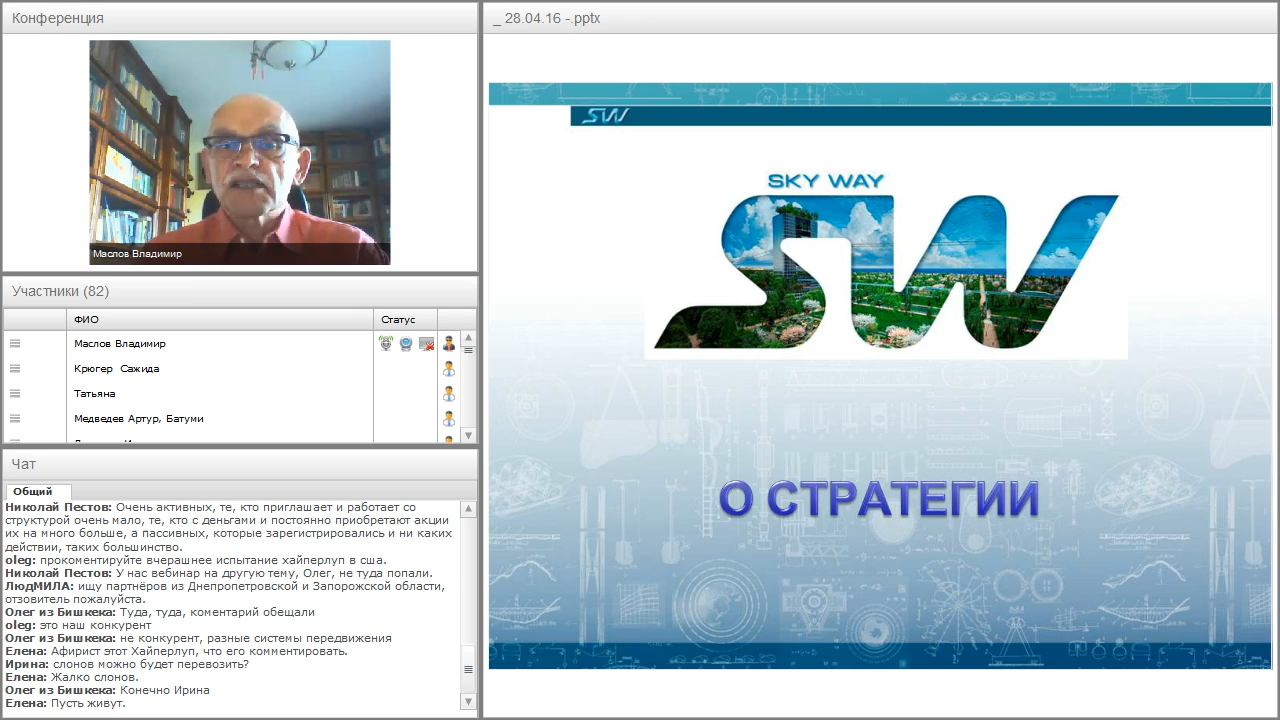 Конференция
Маслов Владимир
Участники (82)
ФИО Статус
Маслов Владимир
Крюгер Сажида
Татьяна
Медведев Артур, Батуми
Чат
Общий
Николай Пестов: Очень активных, те, кто приглашает и работает со
структурой очень мало, те, кто с деньгами и постоянно приобретают акции
их на много больше, а пассивных, которые зарегистрировались и ни каких
действии, таких большинство.
oleg: прокоментируйте вчерашнее испытание хайперлуп в сша.
Николай Пестов: У нас вебинар на другую тему, Олег, не туда попали.
ЛюдМИЛА: ищу партнёров из Днепропетровской и Запорожской области,
отзовитель пожалуйста.
Олег из Бишкека: Туда, туда, коментарий обещали
oleg: это наш конкурент
Олег из Бишкека: не конкурент, разные системы передвижения
Елена: Афирист этот Хайперлуп, что его комментировать.
Ирина: слонов можно будет перевозить?
Елена: Жалко слонов.
Олег из Бишкека: Конечно Ирина
Елена: Пусть живут.
_ 28.04.16 -.pptx
SW
SKY WAY
SW
О СТРАТЕГИИ